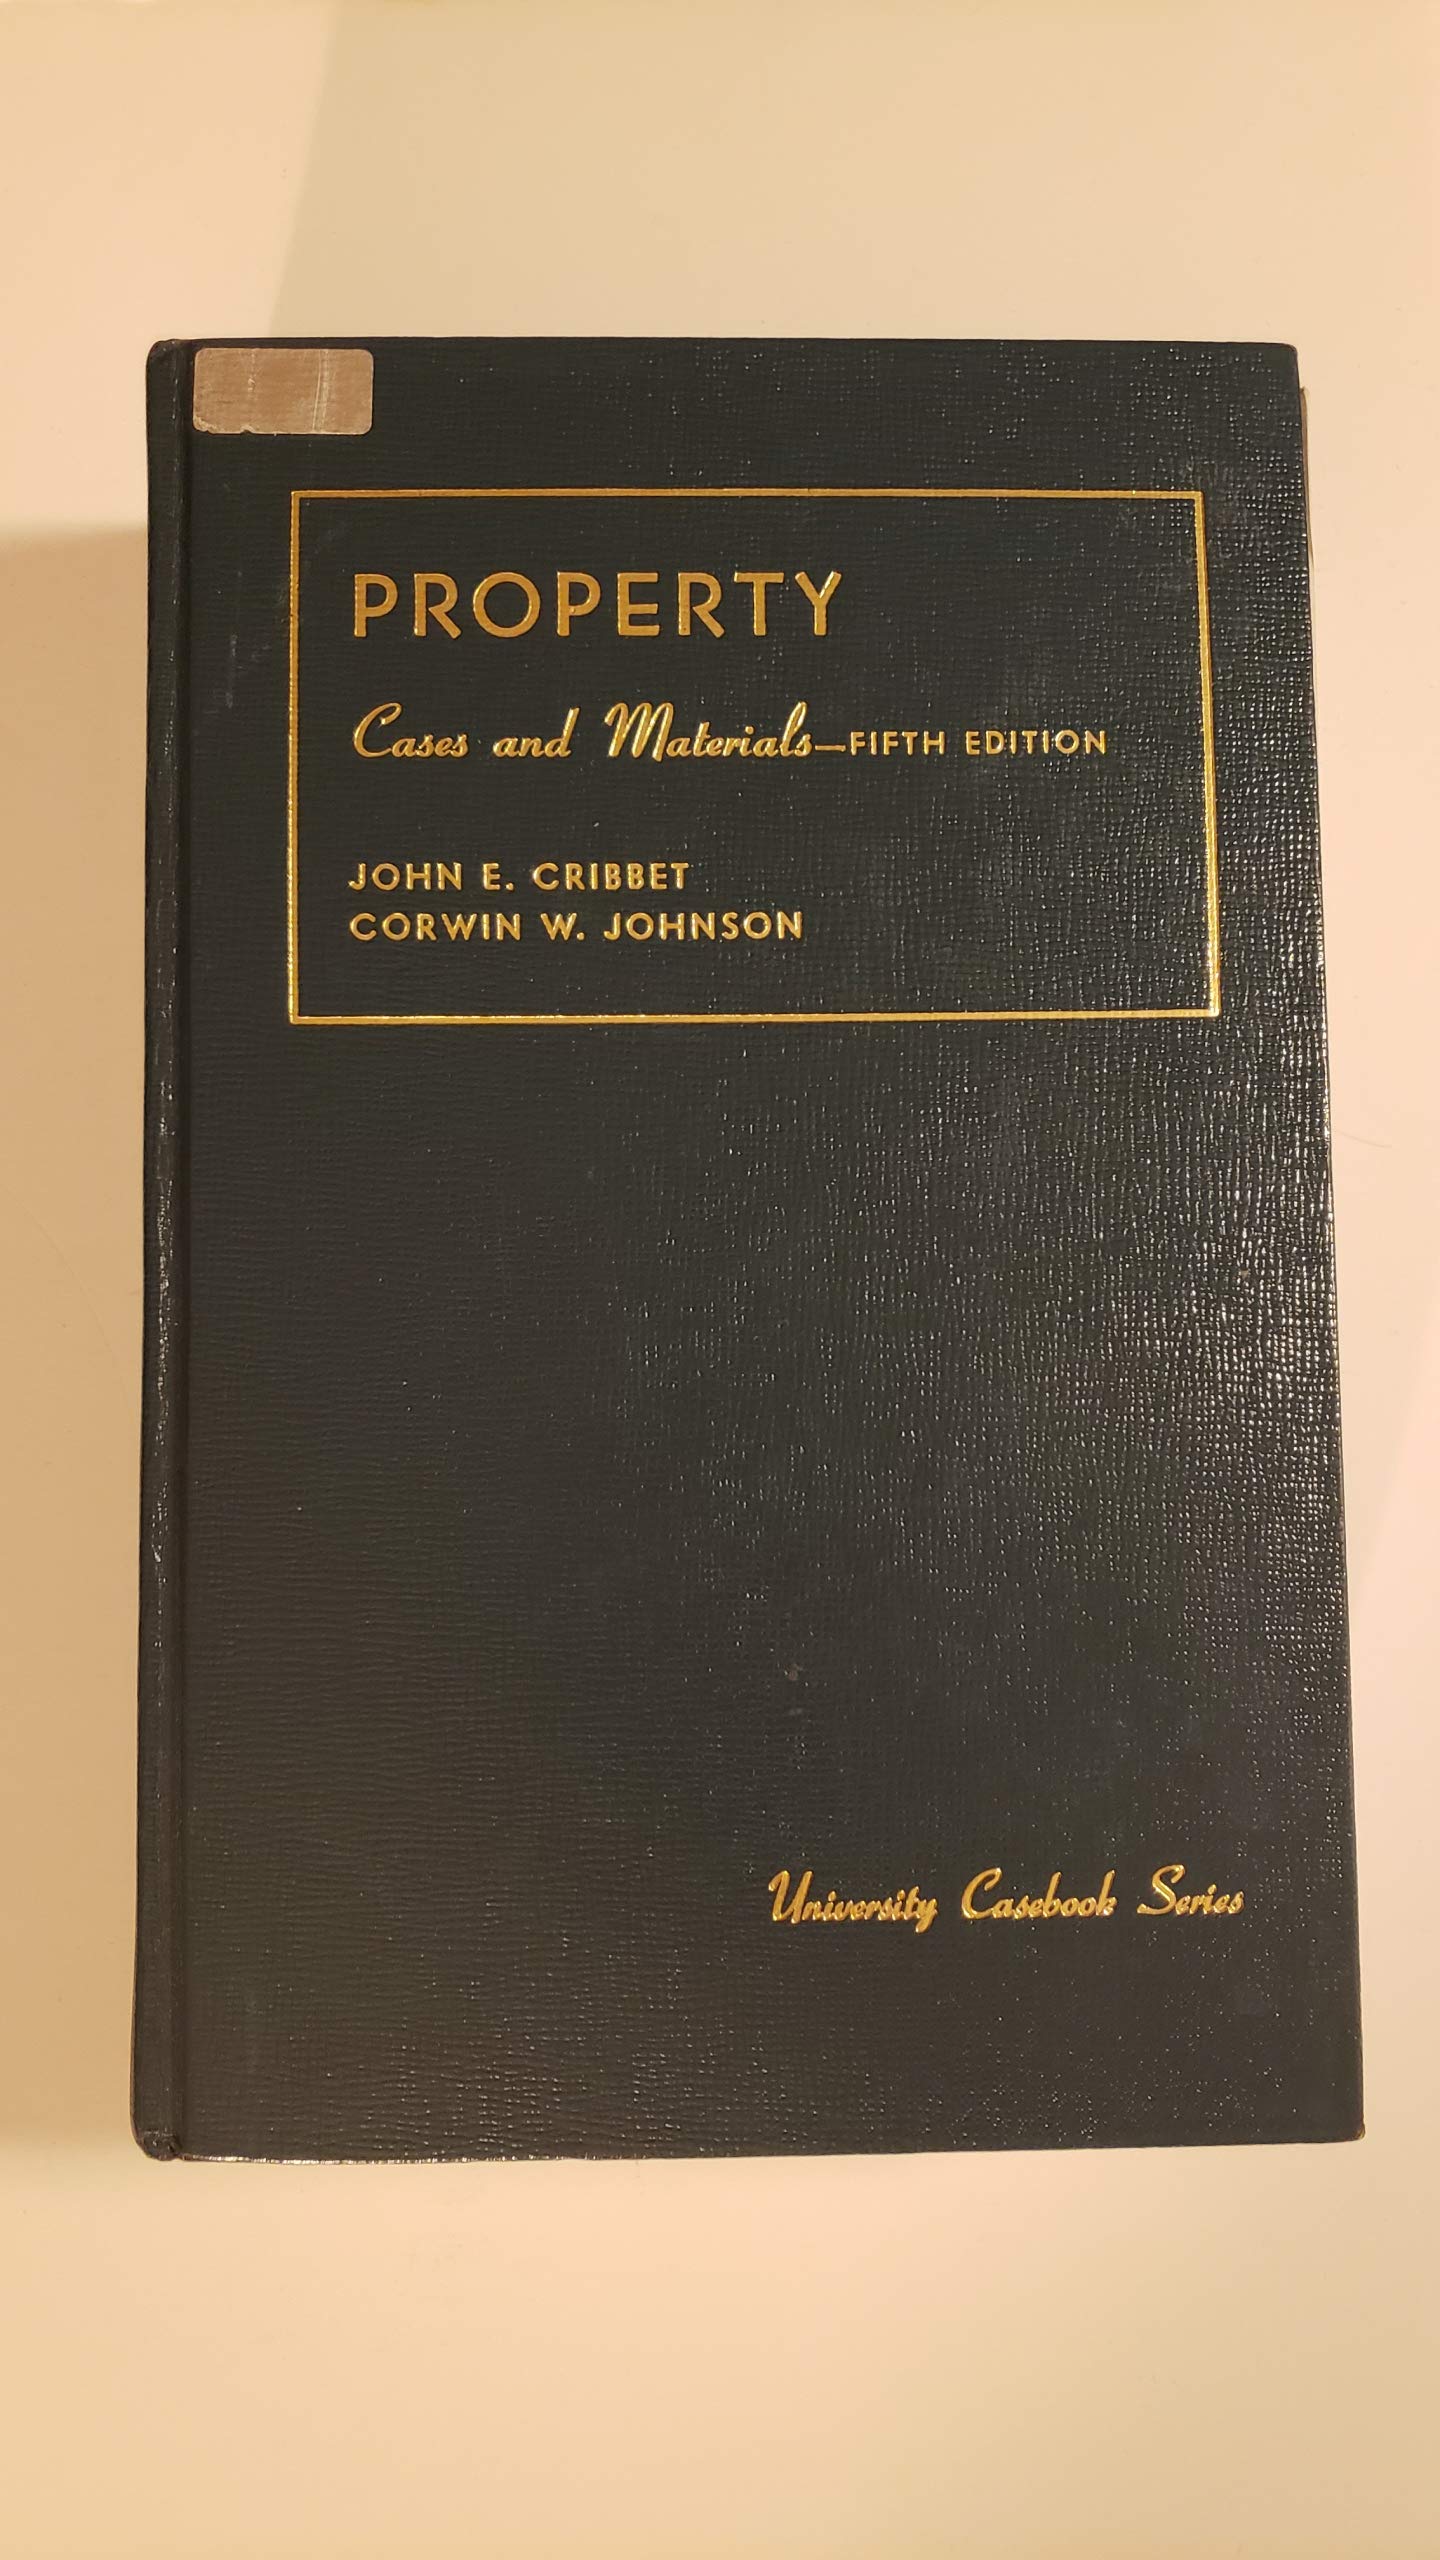 PROPERTY
Cases and Materials—FIFTH EDITION
JOHN E. CRIBBET
CORWIN W. JOHNSON
University Casebook Series